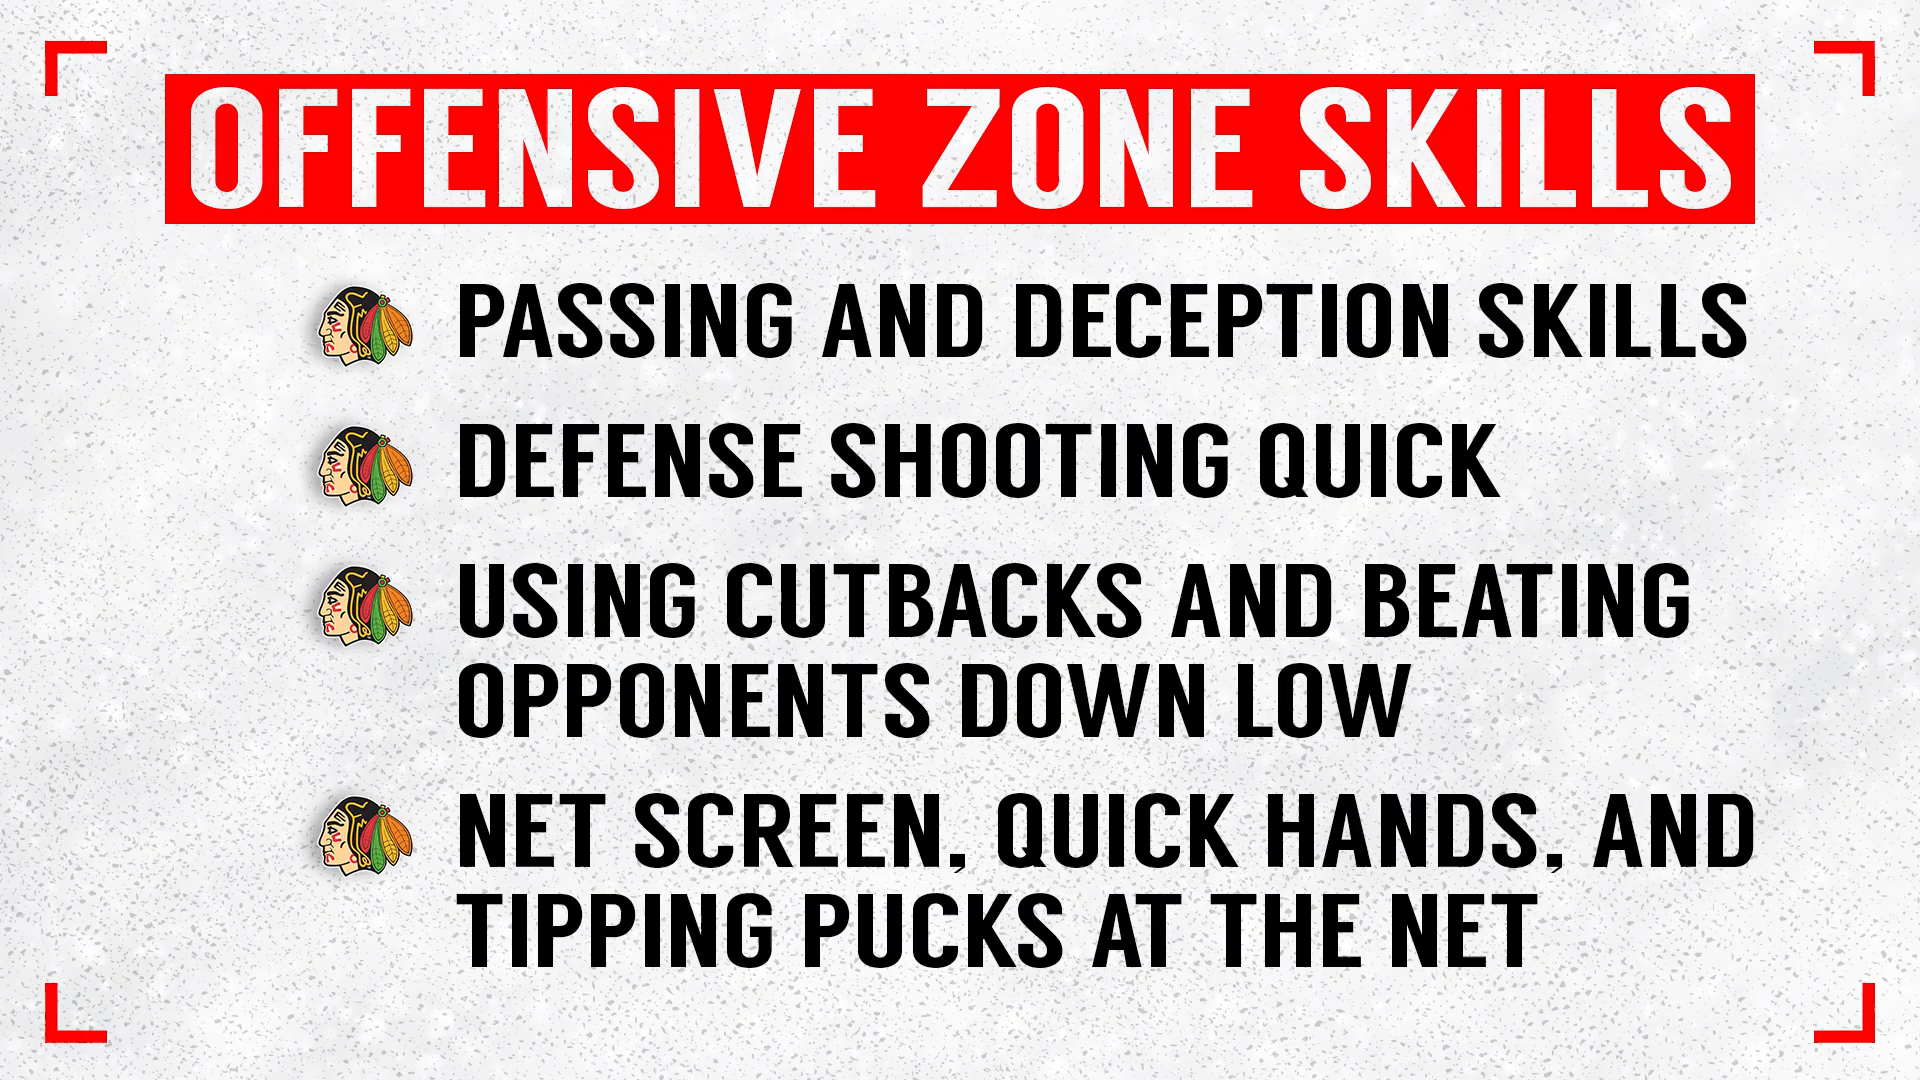 OFFENSIVE ZONE SKILLS
PASSING AND DECEPTION SKILLS
DEFENSE SHOOTING QUICK
USING CUTBACKS AND BEATING
OPPONENTS DOWN LOW
NET SCREEN, QUICK HANDS, AND
TIPPING PUCKS AT THE NET